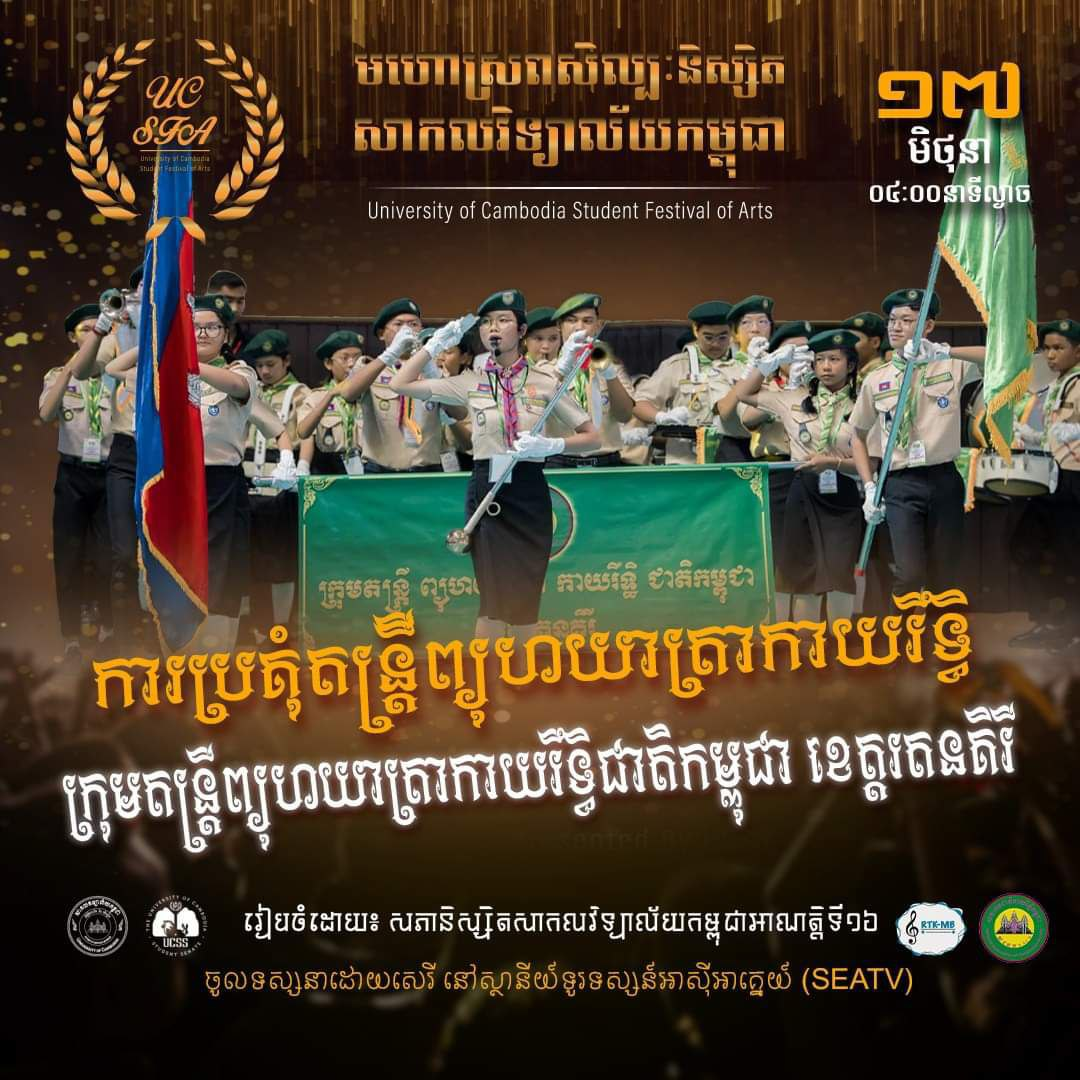 UC
SFA
University of Cambodia
Student Festival of Arts
មហោស្រពសិល្បៈនិស្សិត
សាកលវិទ្យាល័យកម្ពុជា
University of Cambodia Student Festival of Arts
១៧
មិថុនា
០៤:០០នាទីល្ងាច
ក្រុមតន្ត្រី ព្យុហ កាយរឹទ្ធិ ជាតិកម្ពុជា
ការប្រគុំតន្ត្រីព្យុហយាត្រាកាយរឹទ្ធិ
ក្រុមតន្ត្រីព្យុហយាត្រាកាយរឹទ្ធិជាតិកម្ពុជា ខេត្តរតនគិរី
រៀបចំដោយ៖ សភានិស្សិតសាកលវិទ្យាល័យកម្ពុជាអាណត្តិទី១៦
UCSS
RTK-MB
ចូលទស្សនាដោយសេរី នៅស្ថានីយ៍ទូរទស្សន៍អាស៊ីអាគ្នេយ៍ (SEATV)